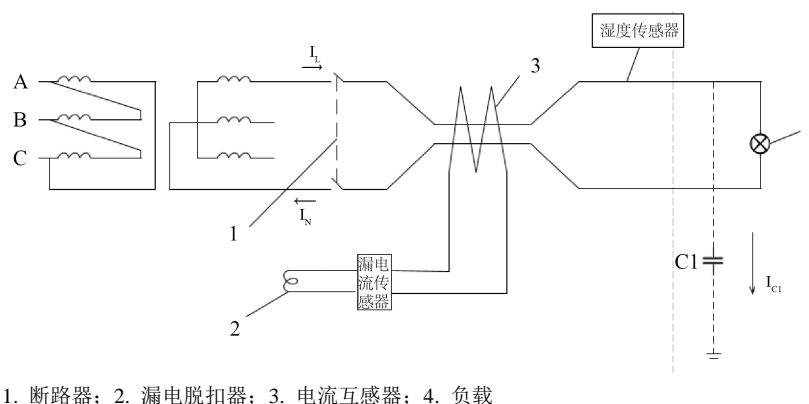 湿度传感器
A
I_L
3
B
C
1
I_N
漏电
流传
感器
2
C1
I_C1
1. 断路器；2. 漏电脱扣器；3. 电流互感器；4. 负载